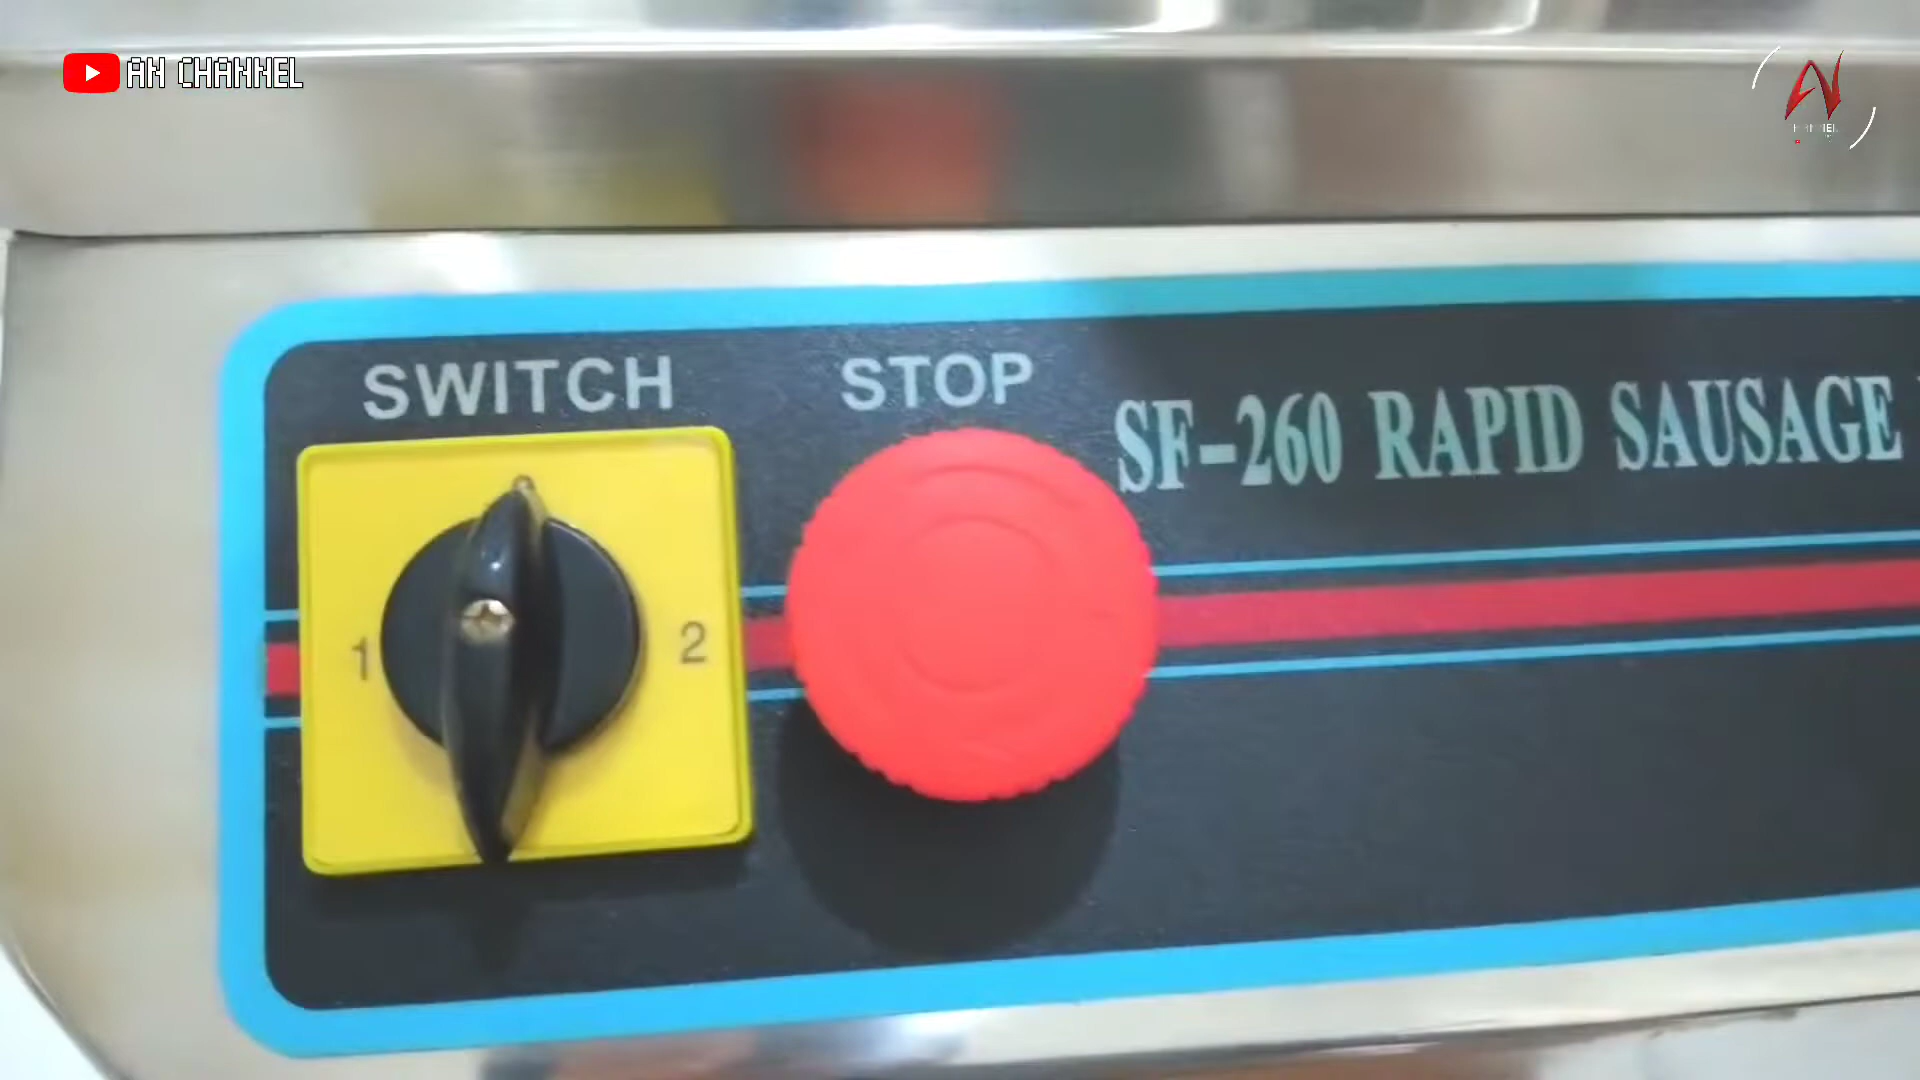 AN CHANNEL
SWITCH
STOP
SF-260 RAPID SAUSAGE
1
2